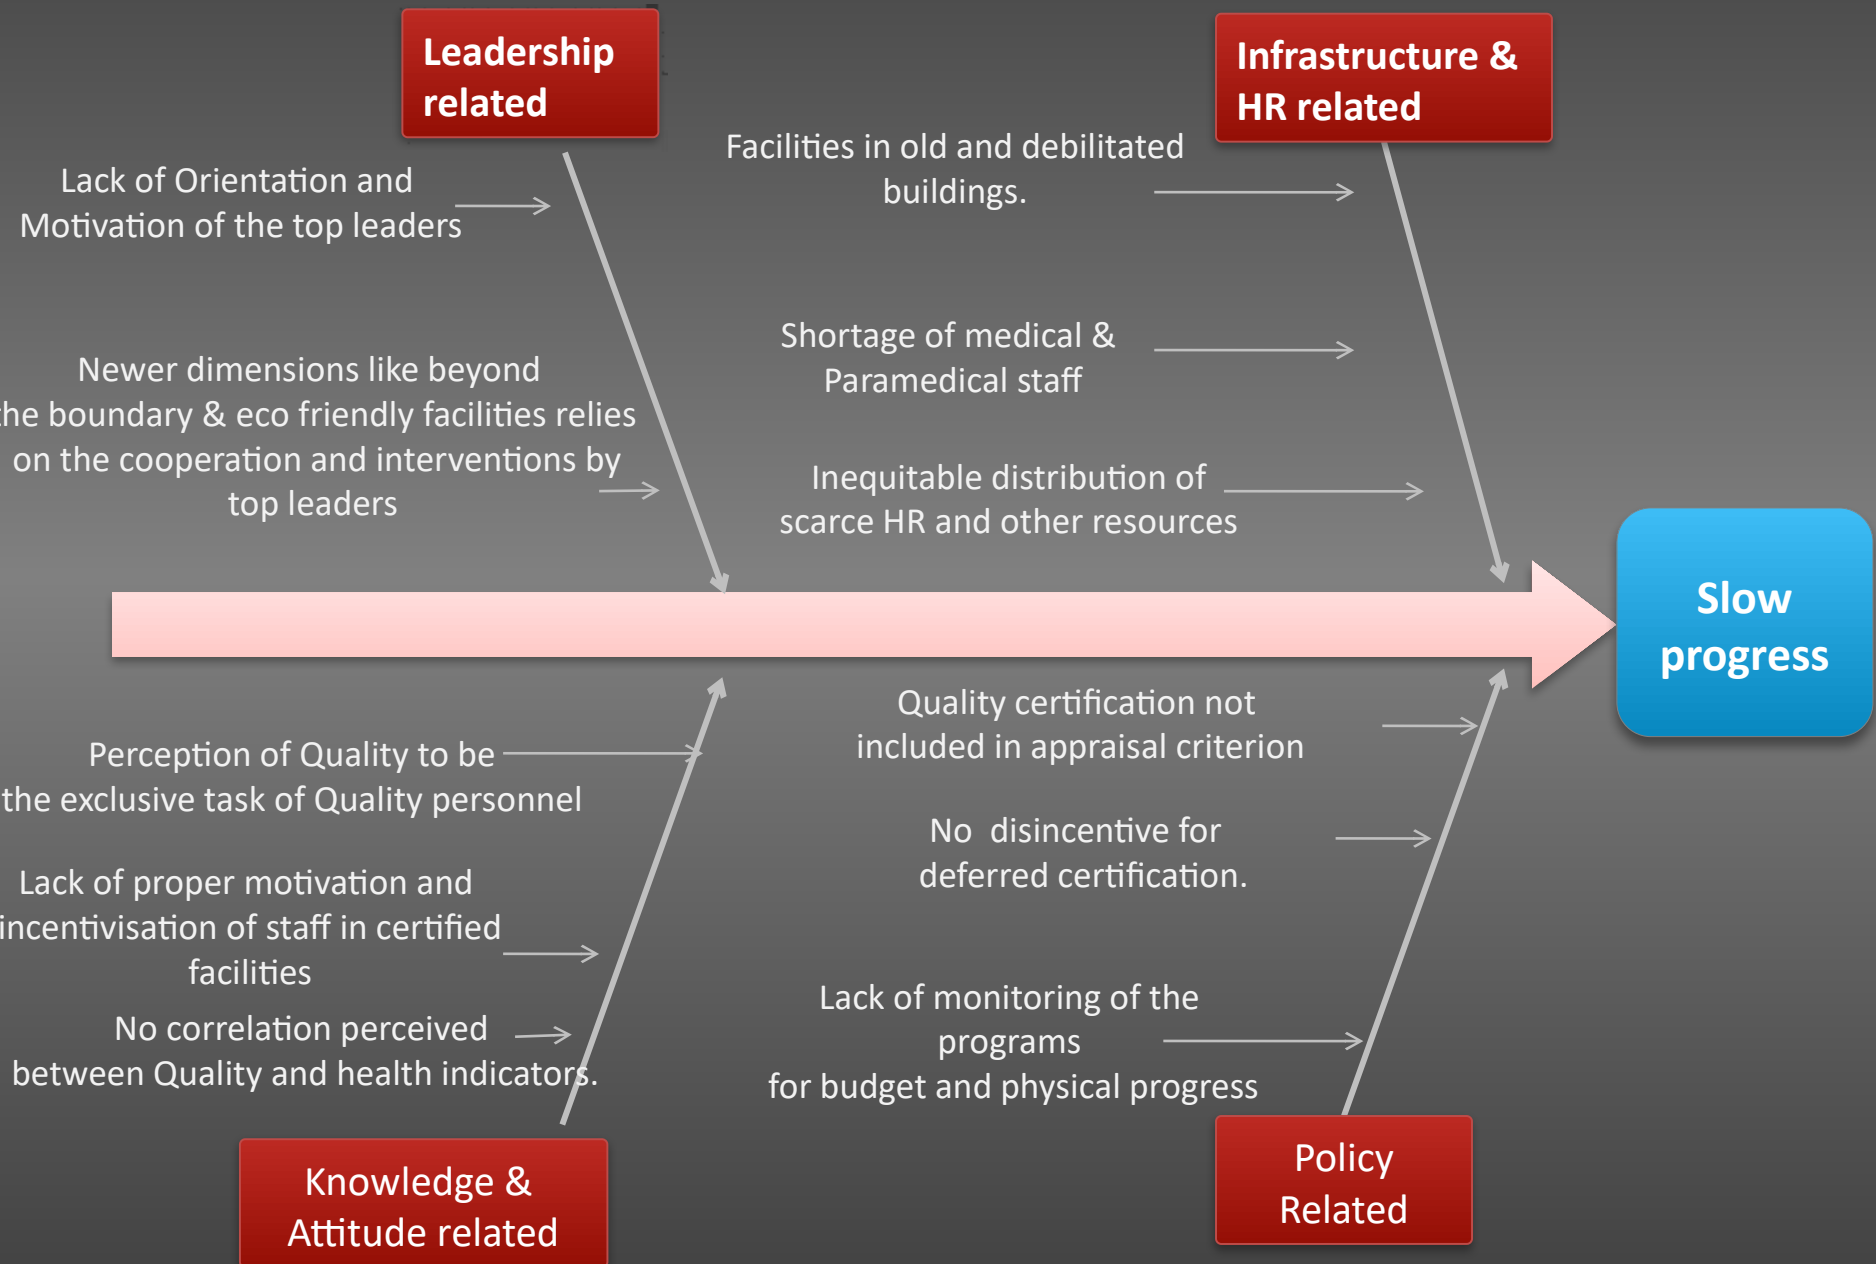 Leadership
related
Lack of Orientation and
Motivation of the top leaders
Newer dimensions like beyond
the boundary & eco friendly facilities relies
on the cooperation and interventions by
top leaders
Infrastructure &
HR related
Facilities in old and debilitated
buildings.
Shortage of medical &
Paramedical staff
Inequitable distribution of
scarce HR and other resources
Slow
progress
Perception of Quality to be
the exclusive task of Quality personnel
Lack of proper motivation and
incentivisation of staff in certified
facilities
No correlation perceived
between Quality and health indicators.
Knowledge &
Attitude related
Quality certification not
included in appraisal criterion
No  disincentive for
deferred certification.
Lack of monitoring of the
programs
for budget and physical progress
Policy
Related